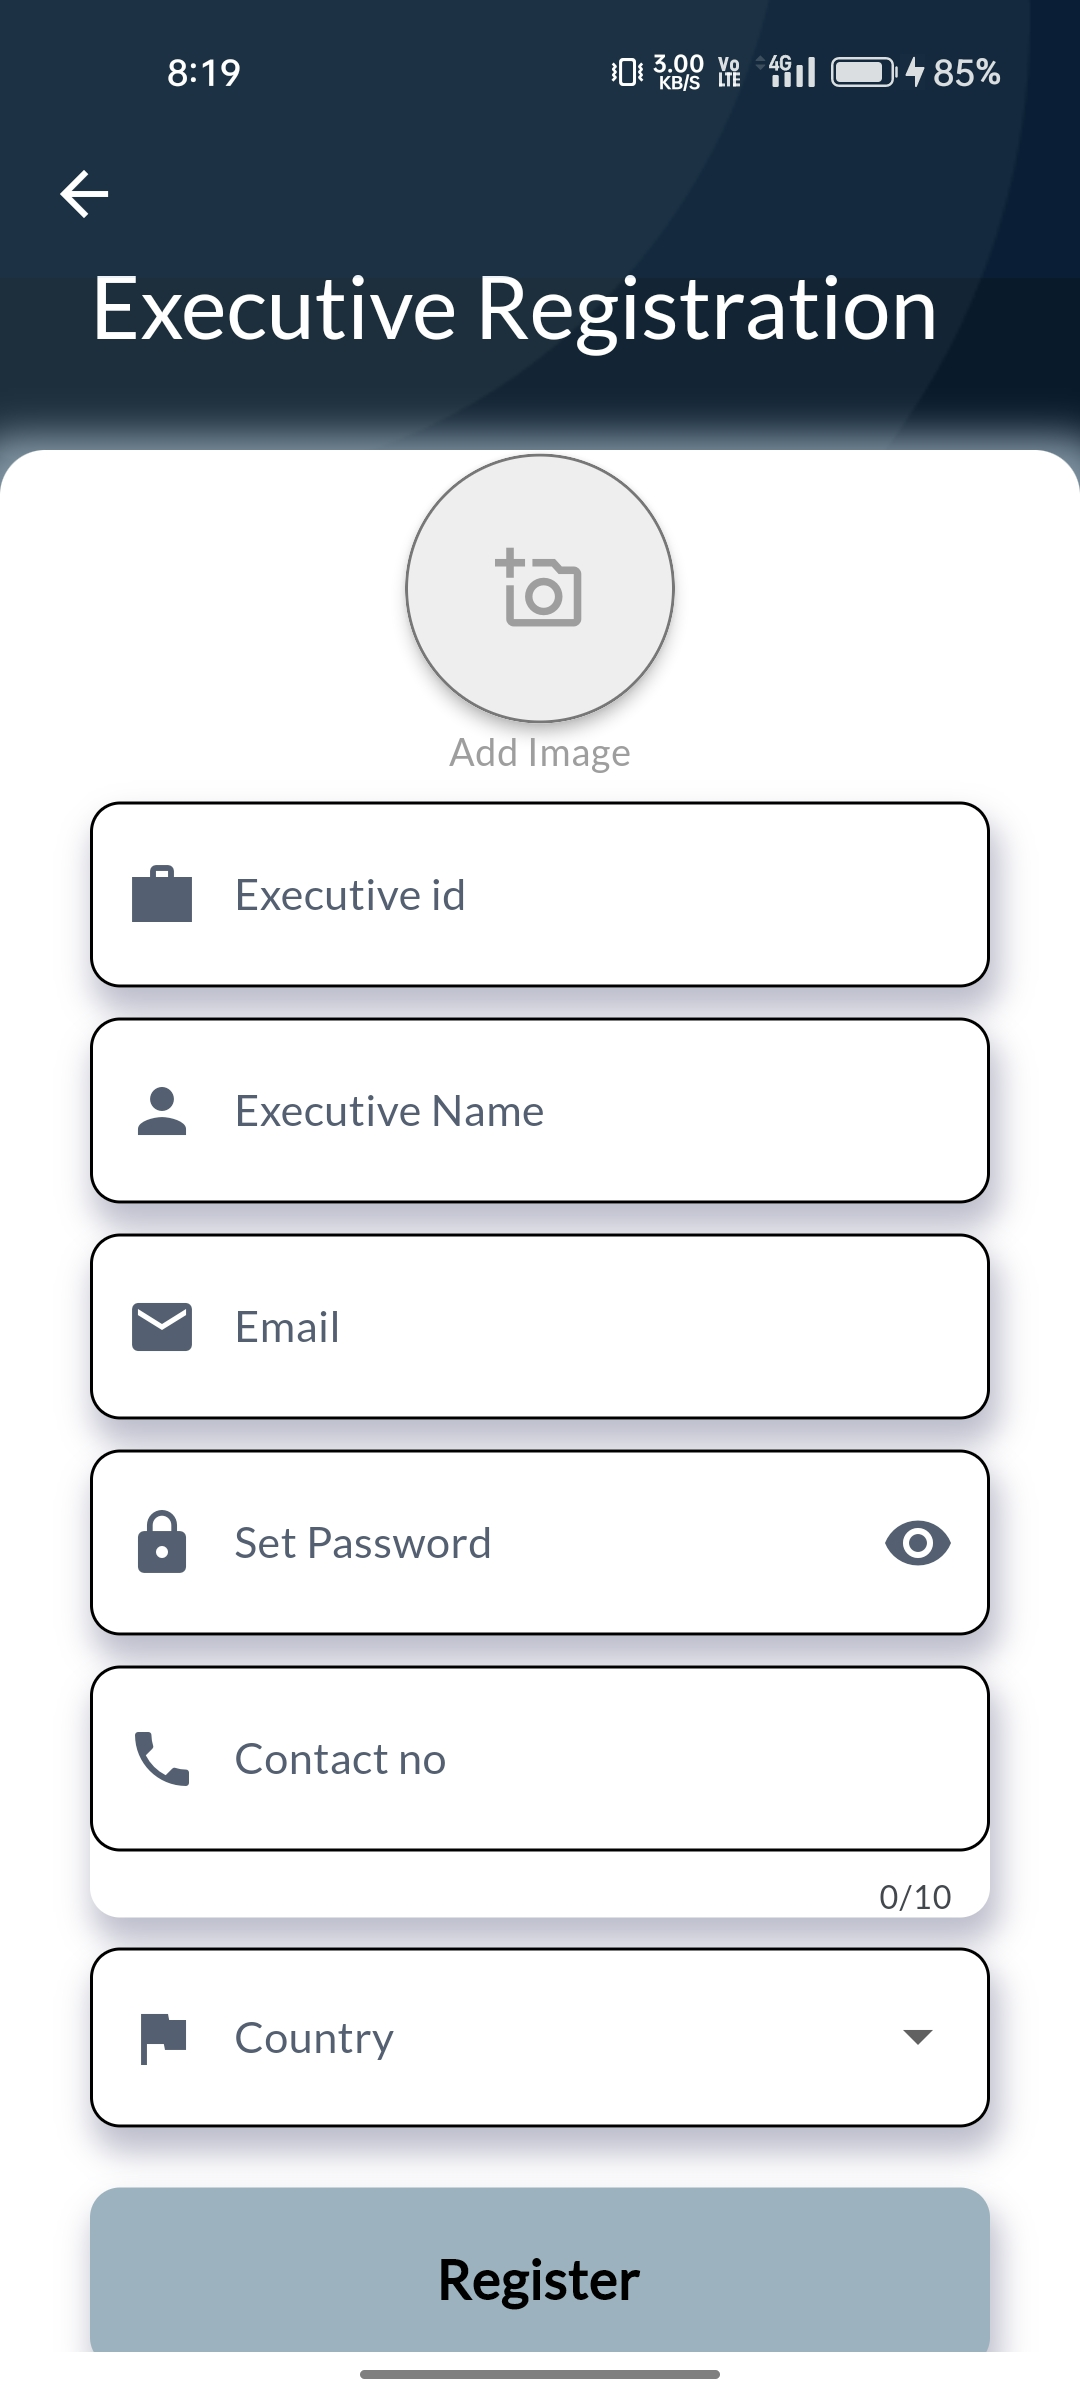 8:19 3.00 KB/S Vo LTE 4G 85%
Executive Registration
Add Image
Executive id
Executive Name
Email
Set Password
Contact no
0/10
Country
Register